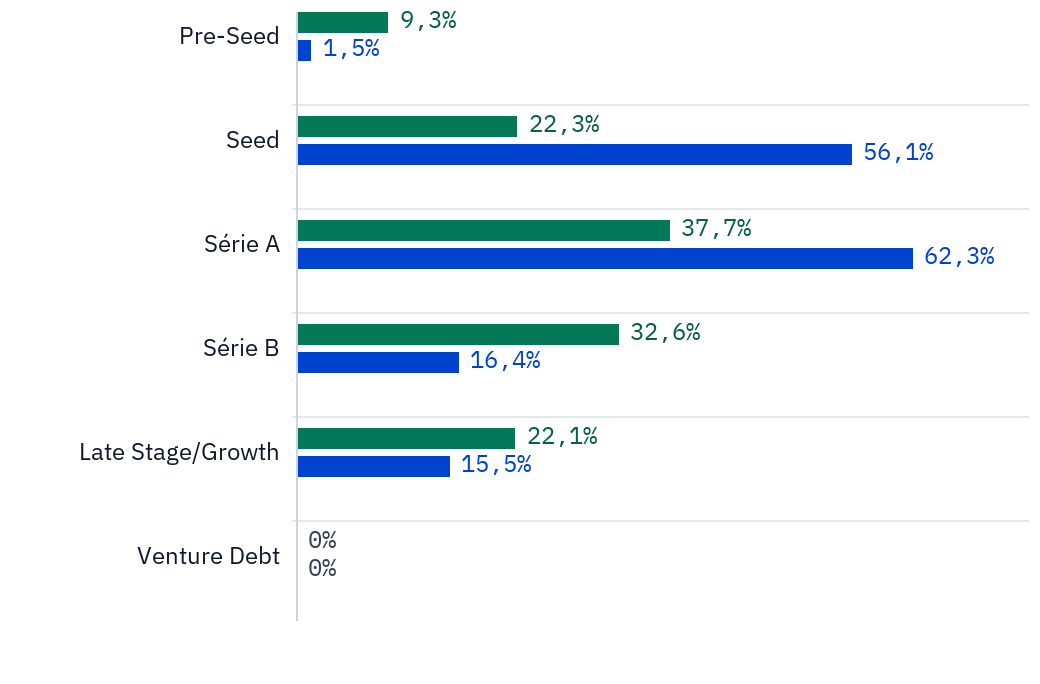 Pre-Seed
9,3%
1,5%
Seed
22,3%
56,1%
Série A
37,7%
62,3%
Série B
32,6%
16,4%
Late Stage/Growth
22,1%
15,5%
Venture Debt
0%
0%